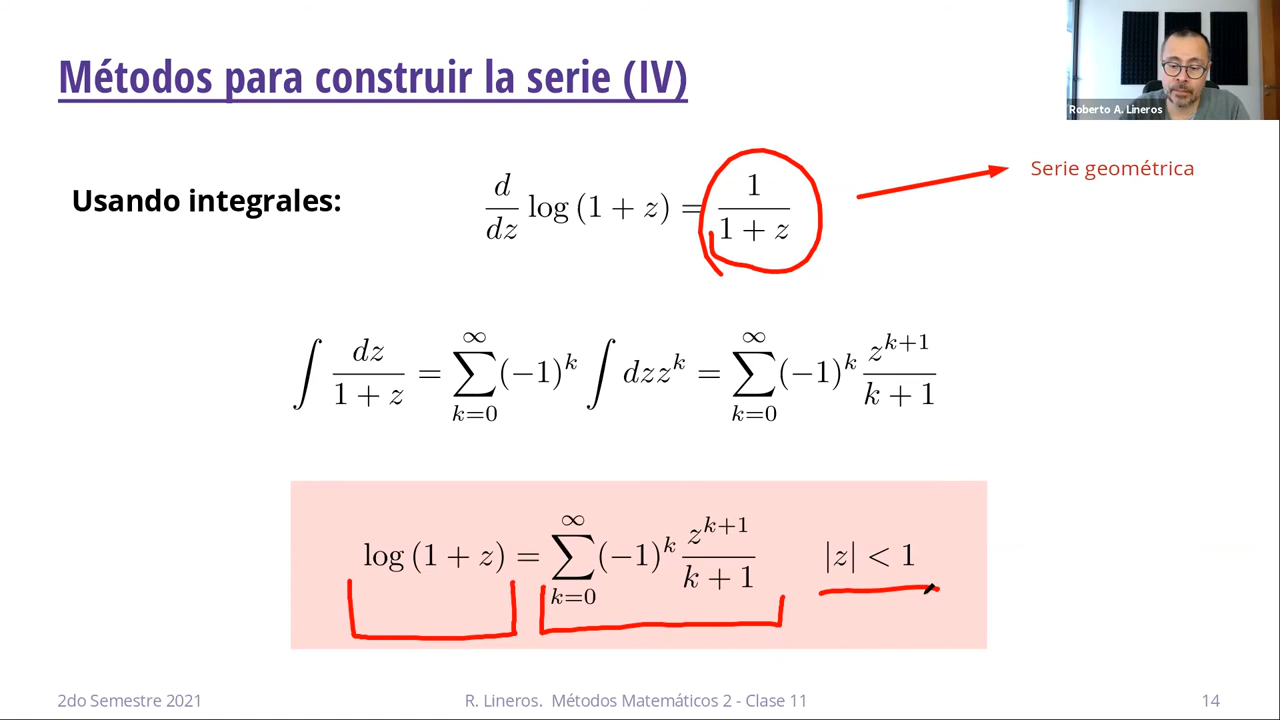 Métodos para construir la serie (IV)
Roberto A. Lineros
Usando integrales:
d/dz log (1 + z) = 1/(1 + z)
Serie geométrica
∫ dz/(1 + z) = ∑_{k=0}^{∞} (−1)^k ∫ dzz^k = ∑_{k=0}^{∞} (−1)^k z^{k+1}/(k + 1)
log (1 + z) = ∑_{k=0}^{∞} (−1)^k z^{k+1}/(k + 1) |z| < 1
2do Semestre 2021
R. Lineros. Métodos Matemáticos 2 - Clase 11
14